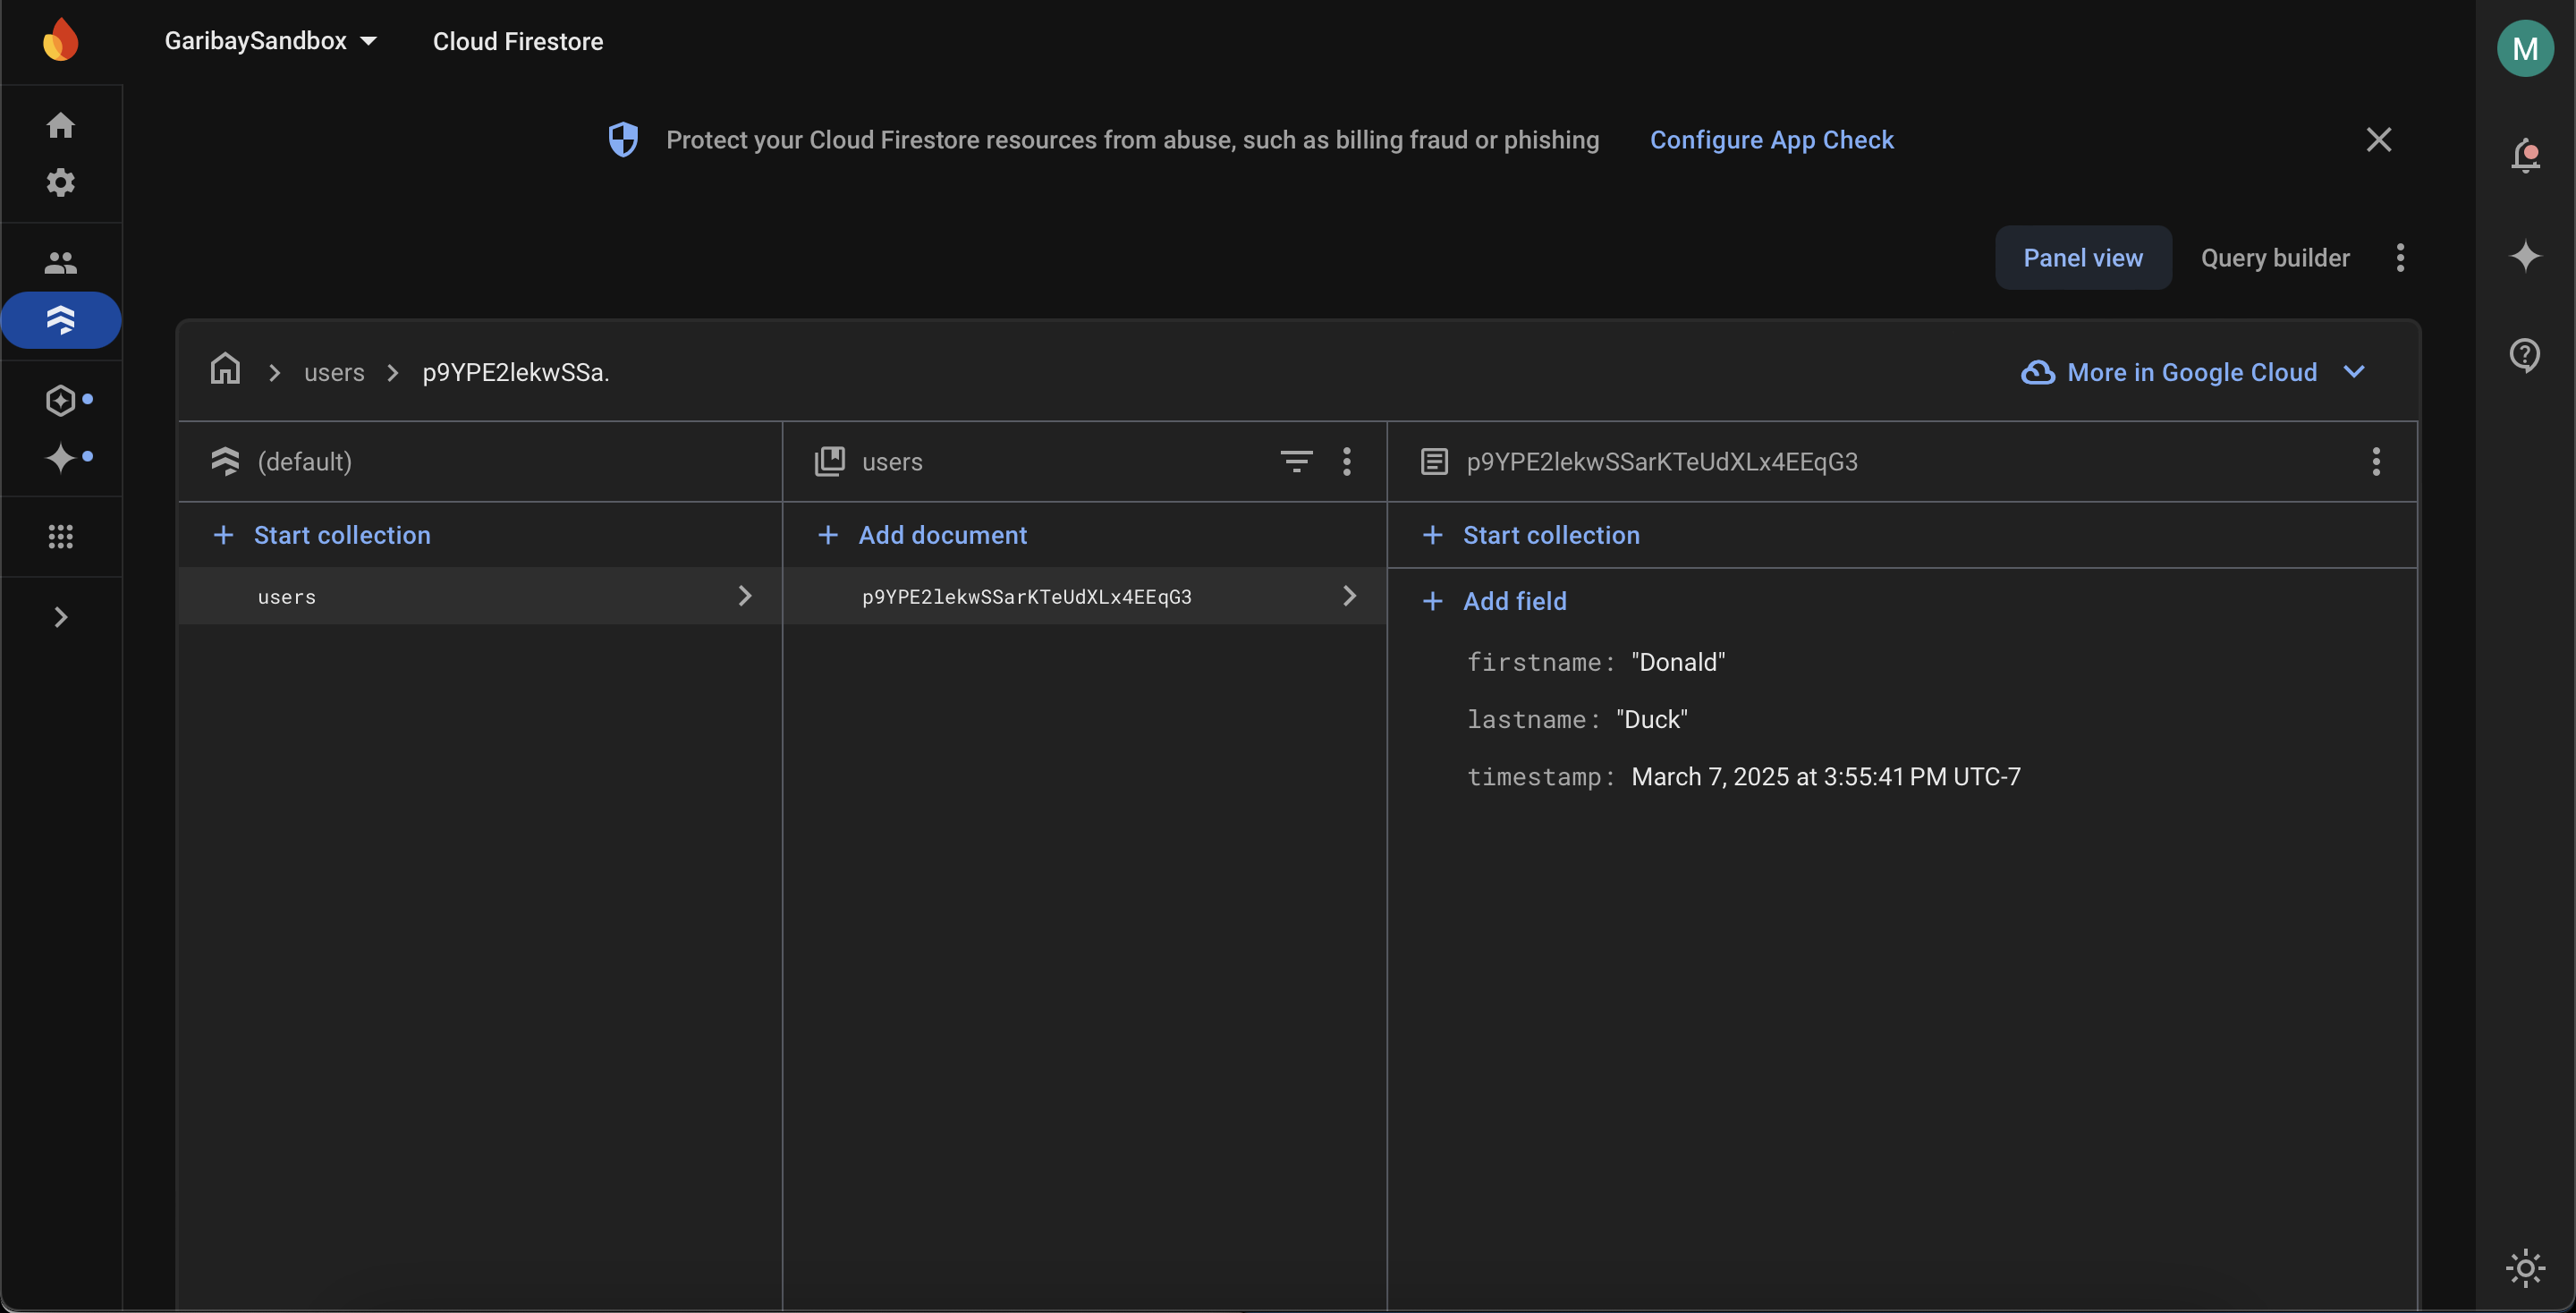 GaribaySandbox
Cloud Firestore
M
Protect your Cloud Firestore resources from abuse, such as billing fraud or phishing
Configure App Check
Panel view
Query builder
users
p9YPE2lekwSSa.
More in Google Cloud
(default)
users
p9YPE2lekwSSarKTeUdXLx4EEqG3
Start collection
Add document
Start collection
users
p9YPE2lekwSSarKTeUdXLx4EEqG3
Add field
firstname: "Donald"
lastname: "Duck"
timestamp: March 7, 2025 at 3:55:41 PM UTC-7